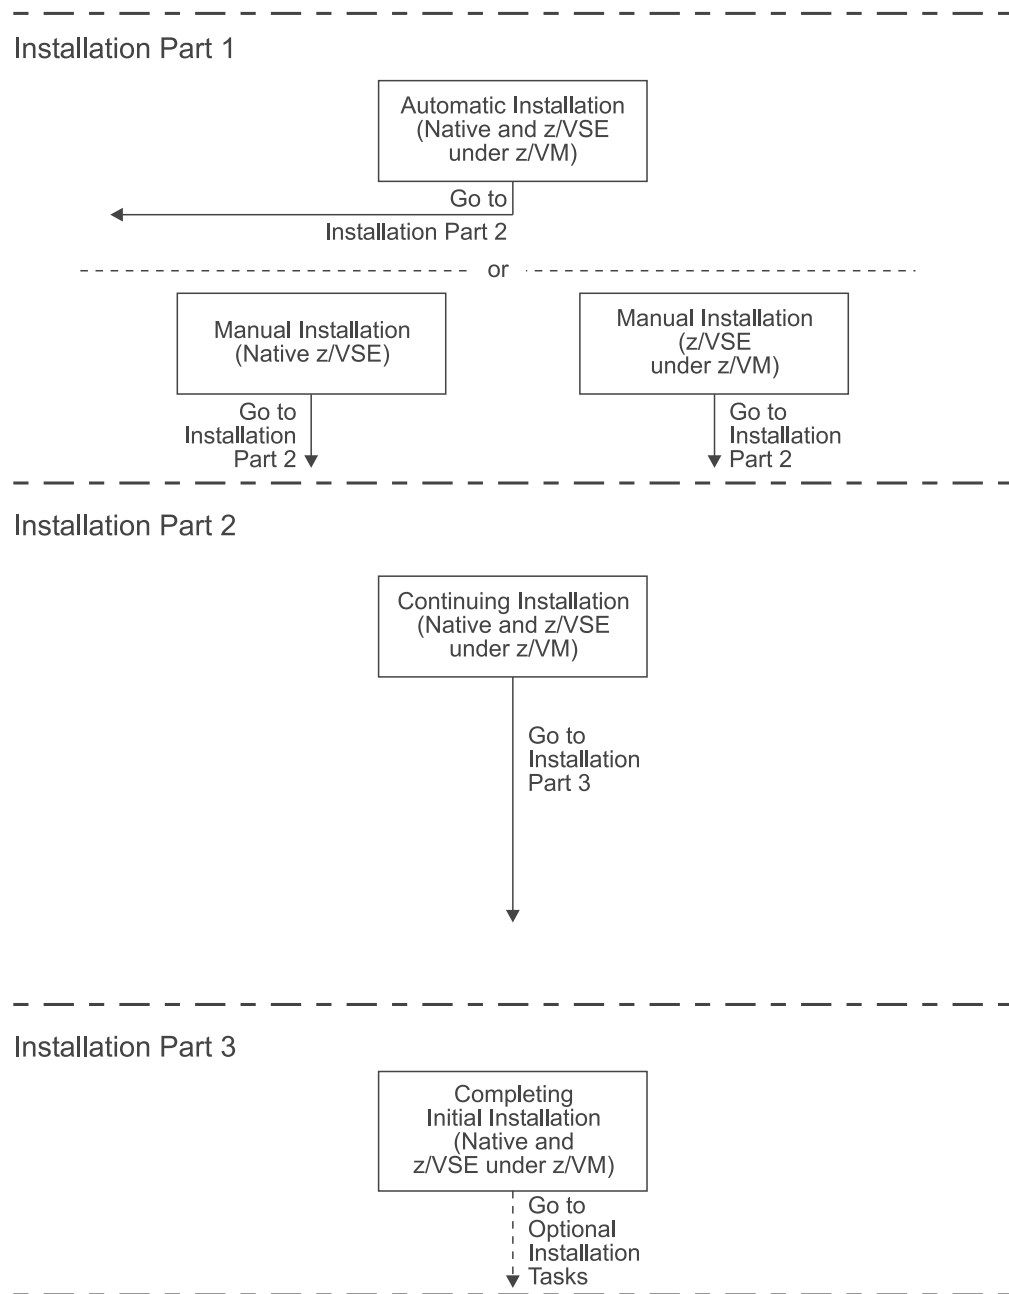 Installation Part 1
Automatic Installation
(Native and z/VSE
under z/VM)
Go to
Installation Part 2
or
Manual Installation
(Native z/VSE)
Go to
Installation
Part 2
Manual Installation
(z/VSE
under z/VM)
Go to
Installation
Part 2
Installation Part 2
Continuing Installation
(Native and z/VSE
under z/VM)
Go to
Installation
Part 3
Installation Part 3
Completing
Initial Installation
(Native and
z/VSE under z/VM)
Go to
Optional
Installation
Tasks